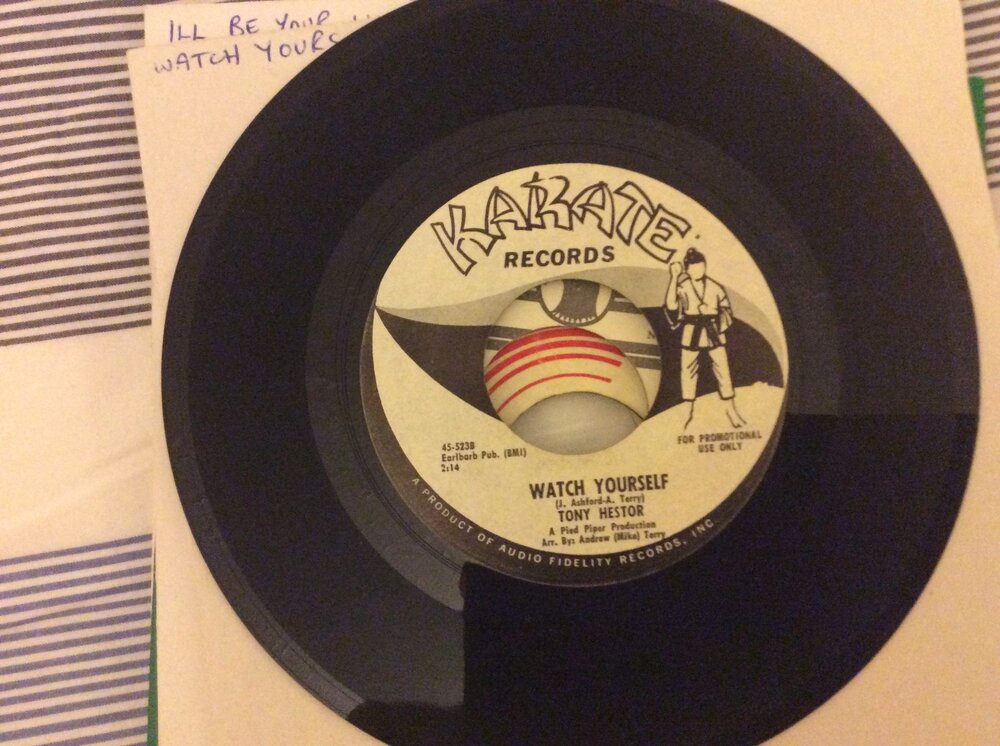 ILL BE YOUR
WATCH YOURS
KARATE
RECORDS
45-523B
Earlbarb Pub. (BMI)
2:14
FOR PROMOTIONAL
USE ONLY
WATCH YOURSELF
(J. Ashford-A. Terry)
TONY HESTOR
A Pied Piper Production
Arr. By: Andrew (Mike) Terry
A PRODUCT OF AUDIO FIDELITY RECORDS, INC.